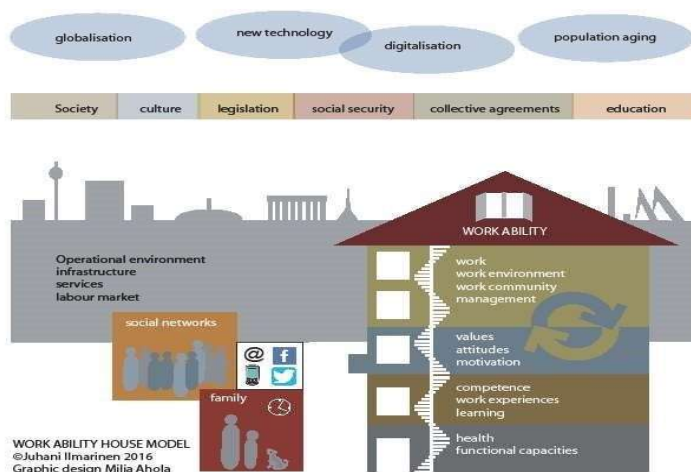 globalisation
new technology
digitalisation
population aging
Society culture legislation social security collective agreements education
WORK ABILITY
Operational environment
infrastructure
services
labour market
work
work environment
work community
management
social networks
@ f
values
attitudes
motivation
family
competence
work experiences
learning
health
functional capacities
WORK ABILITY HOUSE MODEL
©Juhani Ilmarinen 2016
Graphic design Milja Ahola